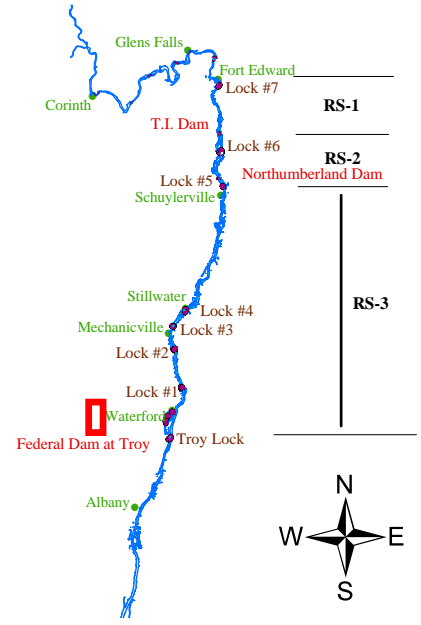 Glens Falls
Fort Edward
Corinth
Lock #7
RS-1
T.I. Dam
Lock #6
RS-2
Northumberland Dam
Lock #5
Schuylerville
Stillwater
RS-3
Lock #4
Mechanicville
Lock #3
Lock #2
Lock #1
Waterford
Federal Dam at Troy
Troy Lock
Albany
N
W
E
S